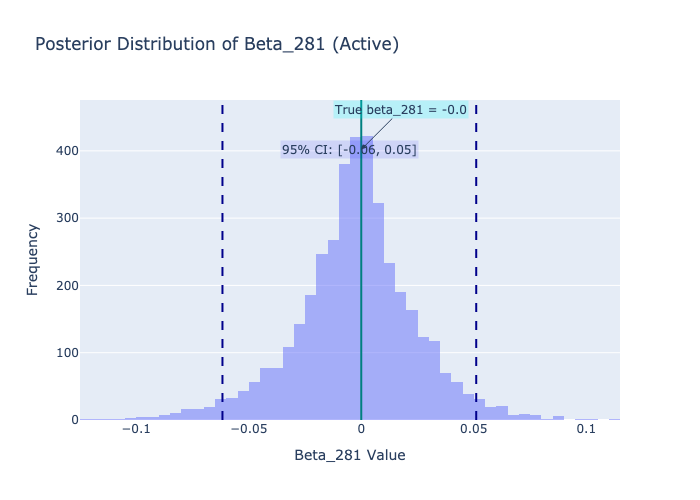 Posterior Distribution of Beta_281 (Active)
True beta_281 = -0.0
95% CI: [-0.06, 0.05]
400
300
200
100
0
Frequency
−0.1
−0.05
0
0.05
0.1
Beta_281 Value